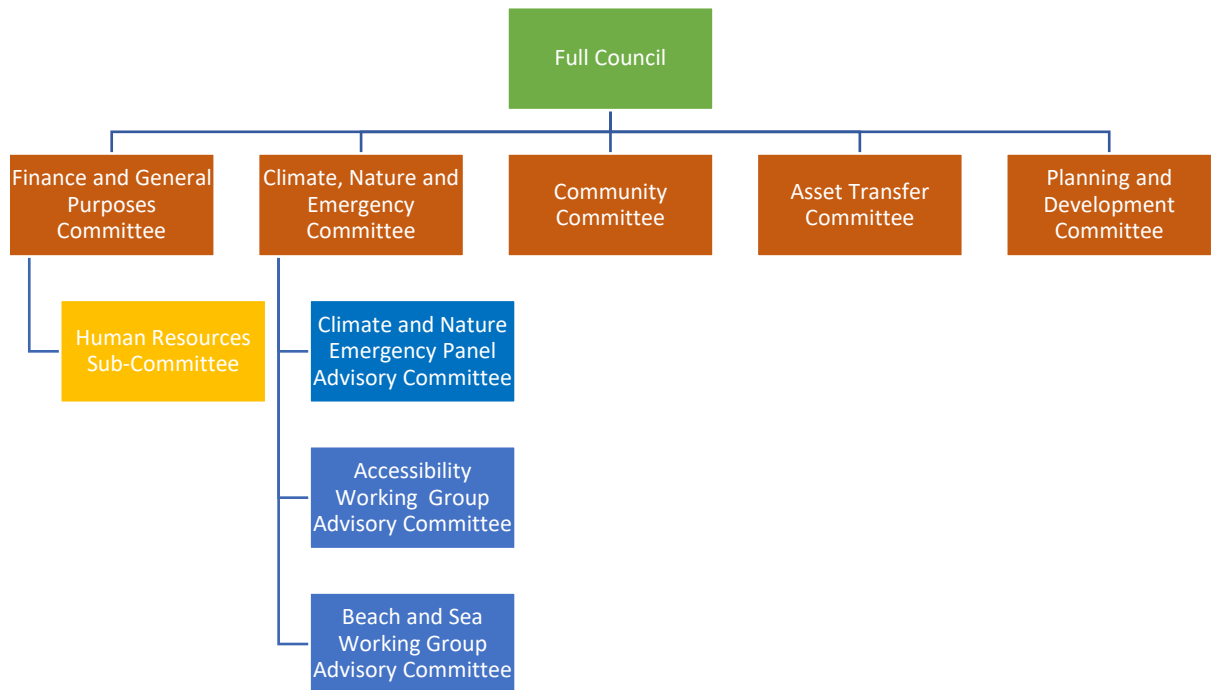 Full Council
Finance and General
Purposes
Committee
Climate, Nature and
Emergency
Committee
Community
Committee
Asset Transfer
Committee
Planning and
Development
Committee
Human Resources
Sub-Committee
Climate and Nature
Emergency Panel
Advisory Committee
Accessibility
Working  Group
Advisory Committee
Beach and Sea
Working Group
Advisory Committee